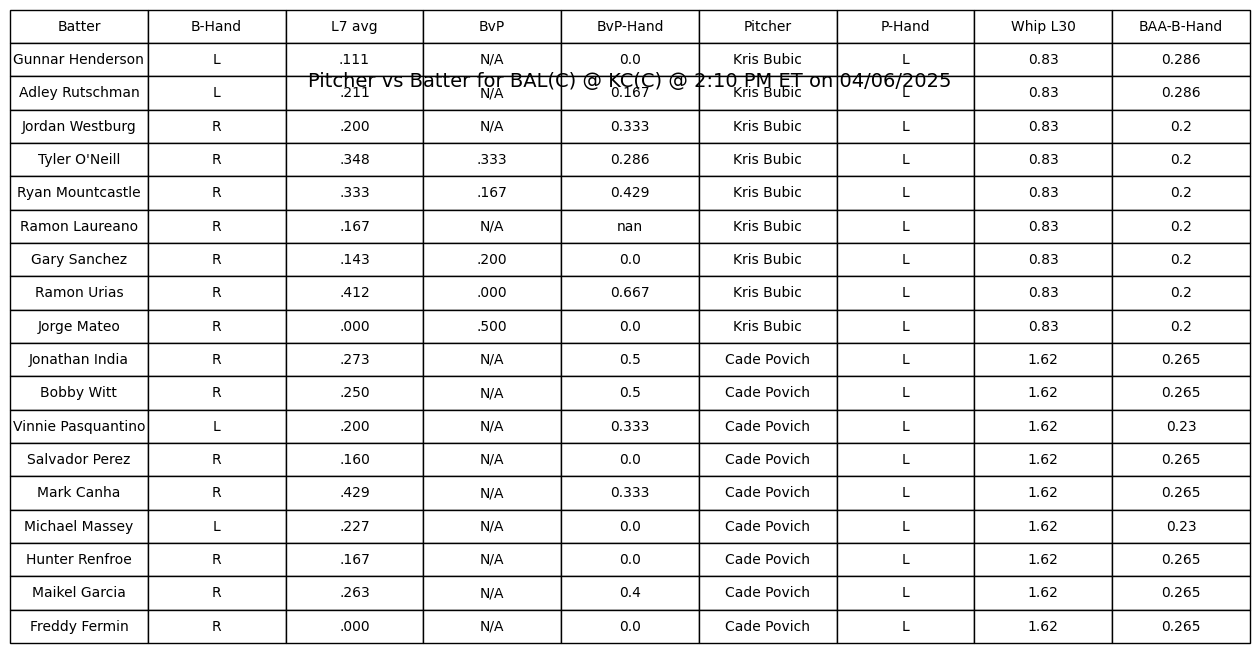 Batter B-Hand L7 avg BvP BvP-Hand Pitcher P-Hand Whip L30 BAA-B-Hand
Gunnar Henderson L .111 N/A 0.0 Kris Bubic L 0.83 0.286
Pitcher vs Batter for BAL(C) @ KC(C) @ 2:10 PM ET on 04/06/2025
Adley Rutschman L .211 N/A 0.167 Kris Bubic L 0.83 0.286
Jordan Westburg R .200 N/A 0.333 Kris Bubic L 0.83 0.2
Tyler O'Neill R .348 .333 0.286 Kris Bubic L 0.83 0.2
Ryan Mountcastle R .333 .167 0.429 Kris Bubic L 0.83 0.2
Ramon Laureano R .167 N/A nan Kris Bubic L 0.83 0.2
Gary Sanchez R .143 .200 0.0 Kris Bubic L 0.83 0.2
Ramon Urias R .412 .000 0.667 Kris Bubic L 0.83 0.2
Jorge Mateo R .000 .500 0.0 Kris Bubic L 0.83 0.2
Jonathan India R .273 N/A 0.5 Cade Povich L 1.62 0.265
Bobby Witt R .250 N/A 0.5 Cade Povich L 1.62 0.265
Vinnie Pasquantino L .200 N/A 0.333 Cade Povich L 1.62 0.23
Salvador Perez R .160 N/A 0.0 Cade Povich L 1.62 0.265
Mark Canha R .429 N/A 0.333 Cade Povich L 1.62 0.265
Michael Massey L .227 N/A 0.0 Cade Povich L 1.62 0.23
Hunter Renfroe R .167 N/A 0.0 Cade Povich L 1.62 0.265
Maikel Garcia R .263 N/A 0.4 Cade Povich L 1.62 0.265
Freddy Fermin R .000 N/A 0.0 Cade Povich L 1.62 0.265